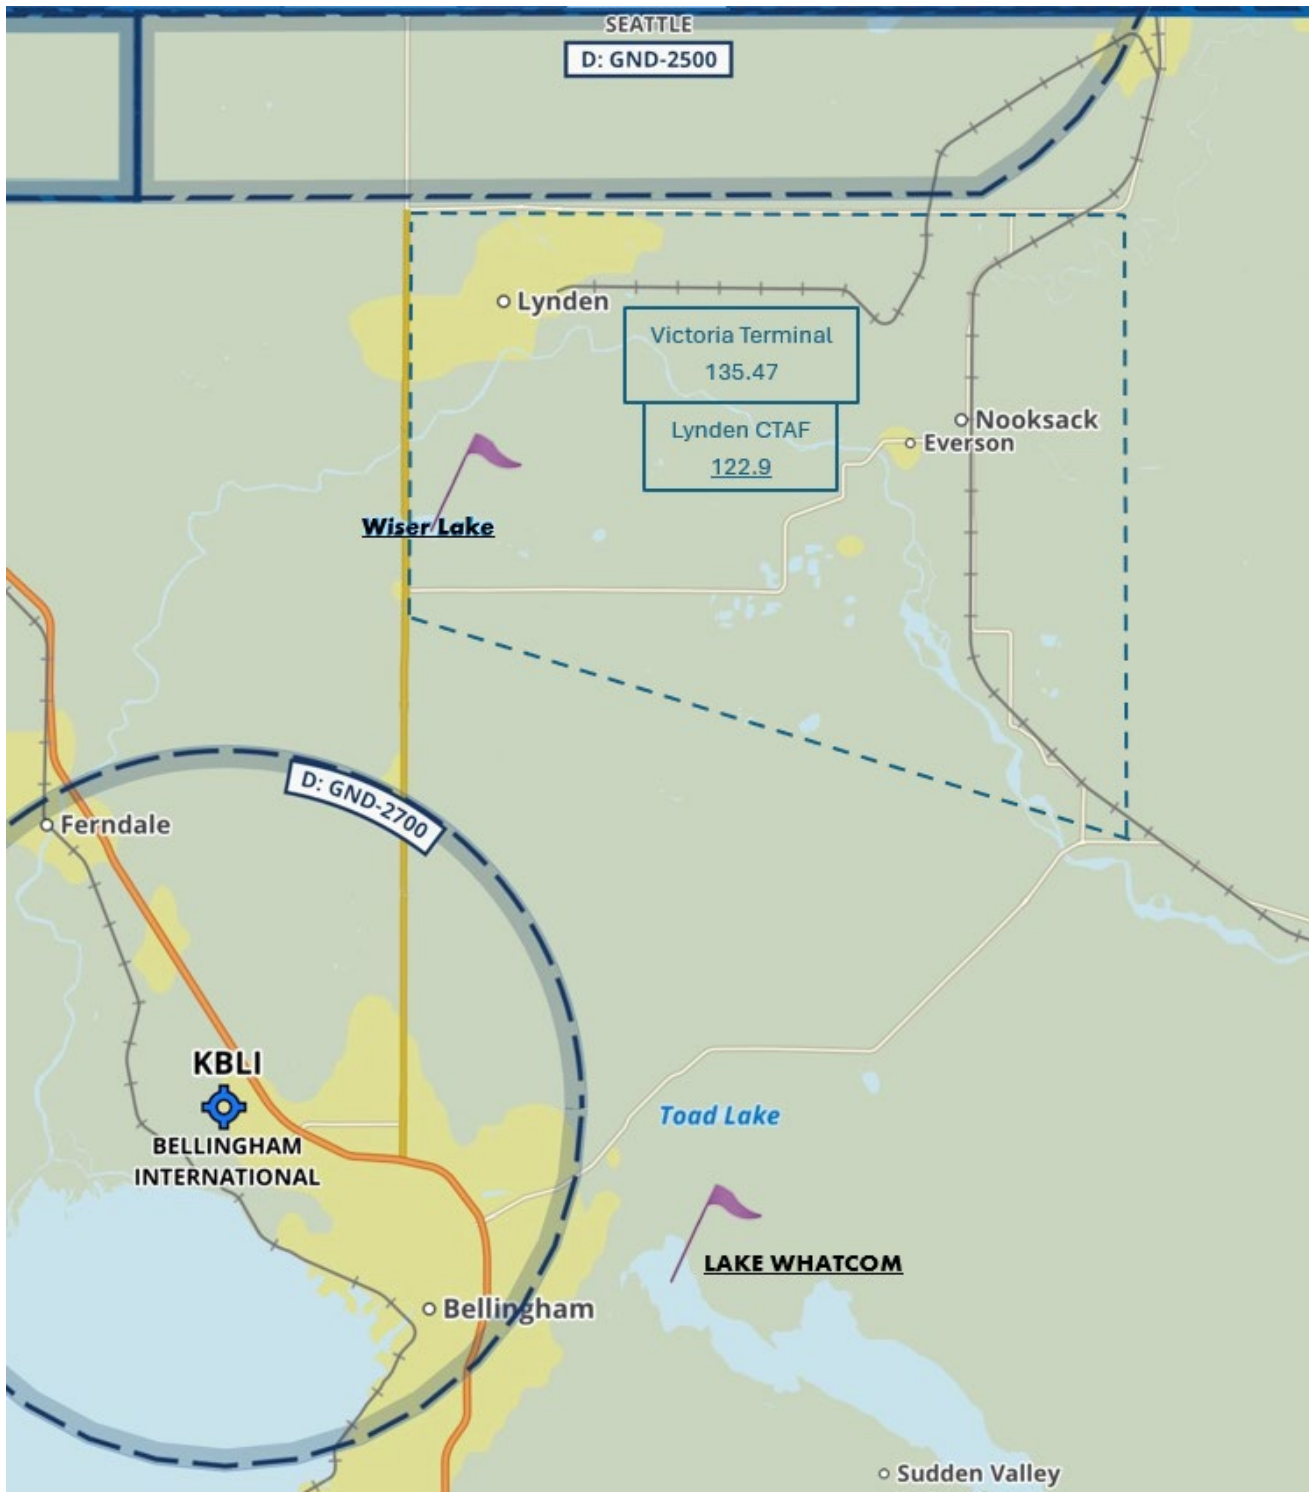 SEATTLE
D: GND-2500
Lynden
Victoria Terminal
135.47
Lynden CTAF
122.9
Nooksack
Everson
Wiser Lake
D: GND-2700
Ferndale
KBLI
BELLINGHAM
INTERNATIONAL
Toad Lake
LAKE WHATCOM
Bellingham
Sudden Valley